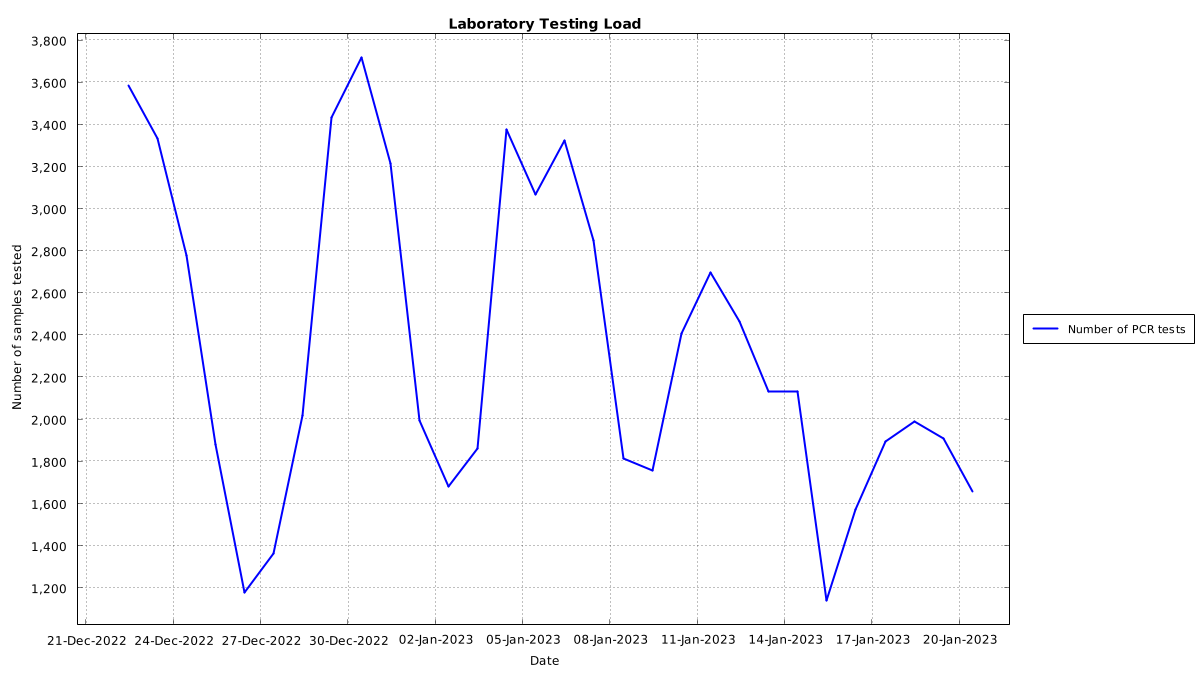 Laboratory Testing Load
3,800
3,600
3,400
3,200
3,000
2,800
2,600
2,400
2,200
2,000
1,800
1,600
1,400
1,200
Number of samples tested
21-Dec-2022 24-Dec-2022 27-Dec-2022 30-Dec-2022 02-Jan-2023 05-Jan-2023 08-Jan-2023 11-Jan-2023 14-Jan-2023 17-Jan-2023 20-Jan-2023
Date
Number of PCR tests